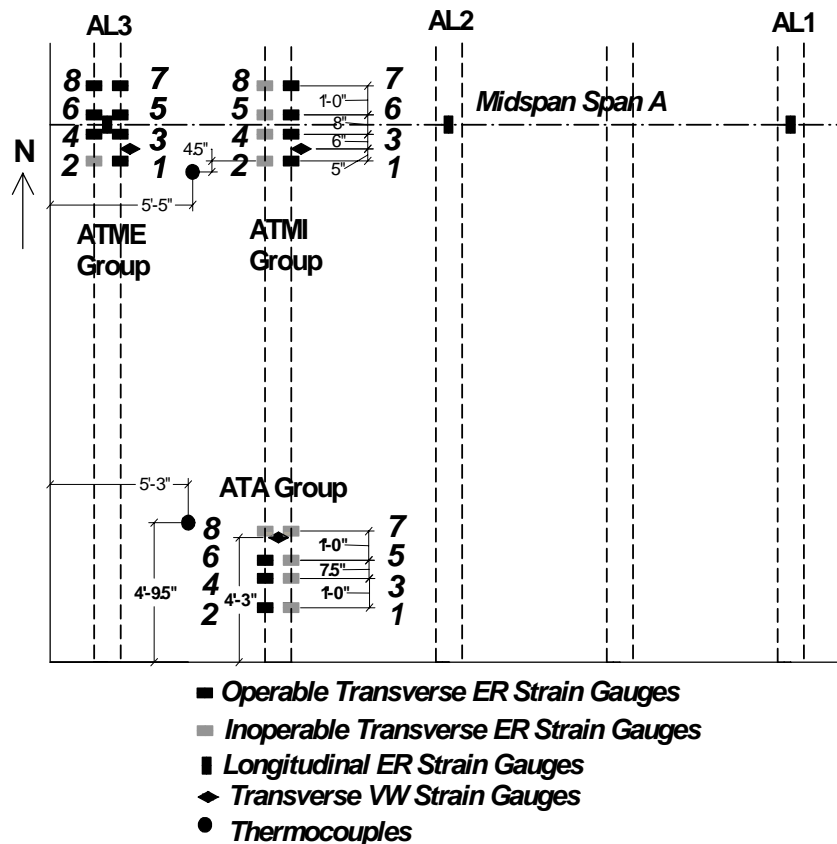 AL3
AL2
AL1
8 7 8 7
6 5 5 6
4 3 4 3
2 1 2 1
1'-0"
8"
6"
5"
Midspan Span A
N
4.5"
5'-5"
ATME
Group
ATMI
Group
5'-3"
ATA Group
8 7
6 5
4 3
2 1
1'-0"
7.5"
1'-0"
4'-9.5"
4'-3"
Operable Transverse ER Strain Gauges
Inoperable Transverse ER Strain Gauges
Longitudinal ER Strain Gauges
Transverse VW Strain Gauges
Thermocouples